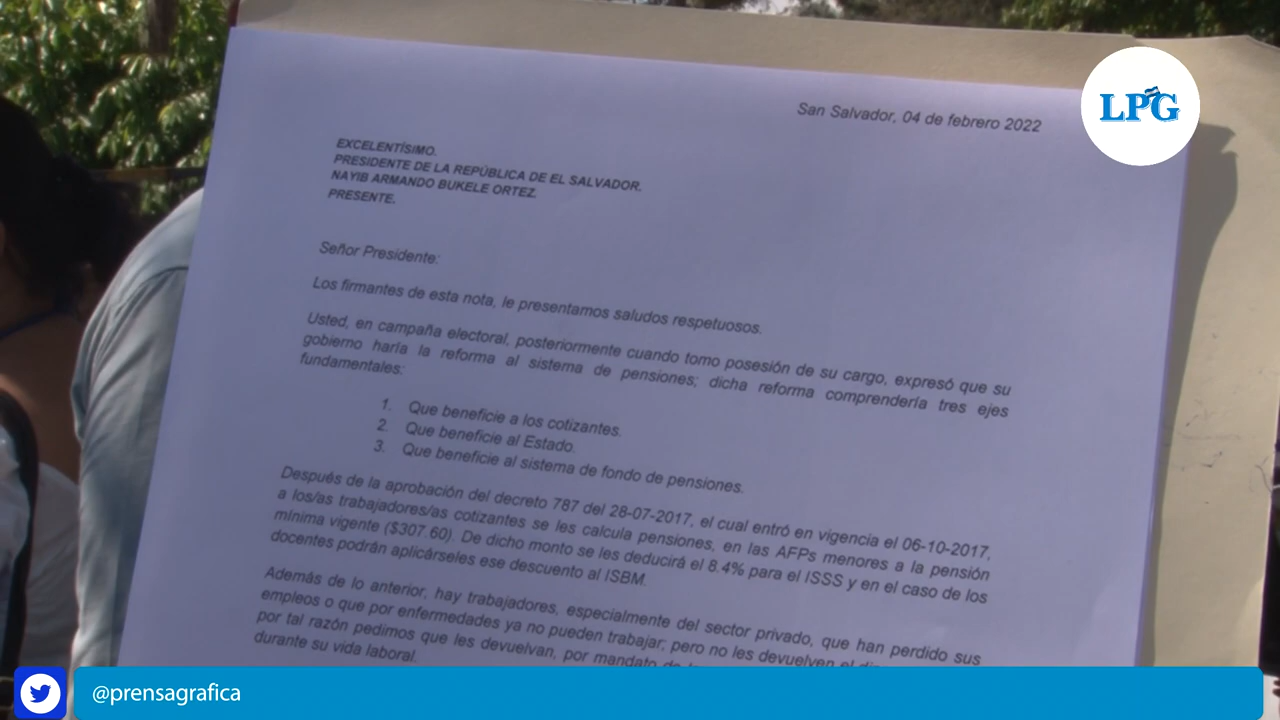 LPG
San Salvador, 04 de febrero 2022
EXCELENTÍSIMO.
PRESIDENTE DE LA REPÚBLICA DE EL SALVADOR.
NAYIB ARMANDO BUKELE ORTEZ.
PRESENTE.
Señor Presidente:
Los firmantes de esta nota, le presentamos saludos respetuosos.
Usted, en campaña electoral, posteriormente cuando tomo posesión de su cargo, expresó que su
gobierno haría la reforma al sistema de pensiones; dicha reforma comprendería tres ejes
fundamentales:
1. Que beneficie a los cotizantes.
2. Que beneficie al Estado.
3. Que beneficie al sistema de fondo de pensiones.
Después de la aprobación del decreto 787 del 28-07-2017, el cual entró en vigencia el 06-10-2017,
a los/as trabajadores/as cotizantes se les calcula pensiones, en las AFPs menores a la pensión
mínima vigente ($307.60). De dicho monto se les deducirá el 8.4% para el ISSS y en el caso de los
docentes podrán aplicárseles ese descuento al ISBM.
Además de lo anterior, hay trabajadores, especialmente del sector privado, que han perdido sus
empleos o que por enfermedades ya no pueden trabajar; pero no les devuelven el
por tal razón pedimos que les devuelvan, por mandato de
durante su vida laboral.
@prensagrafica